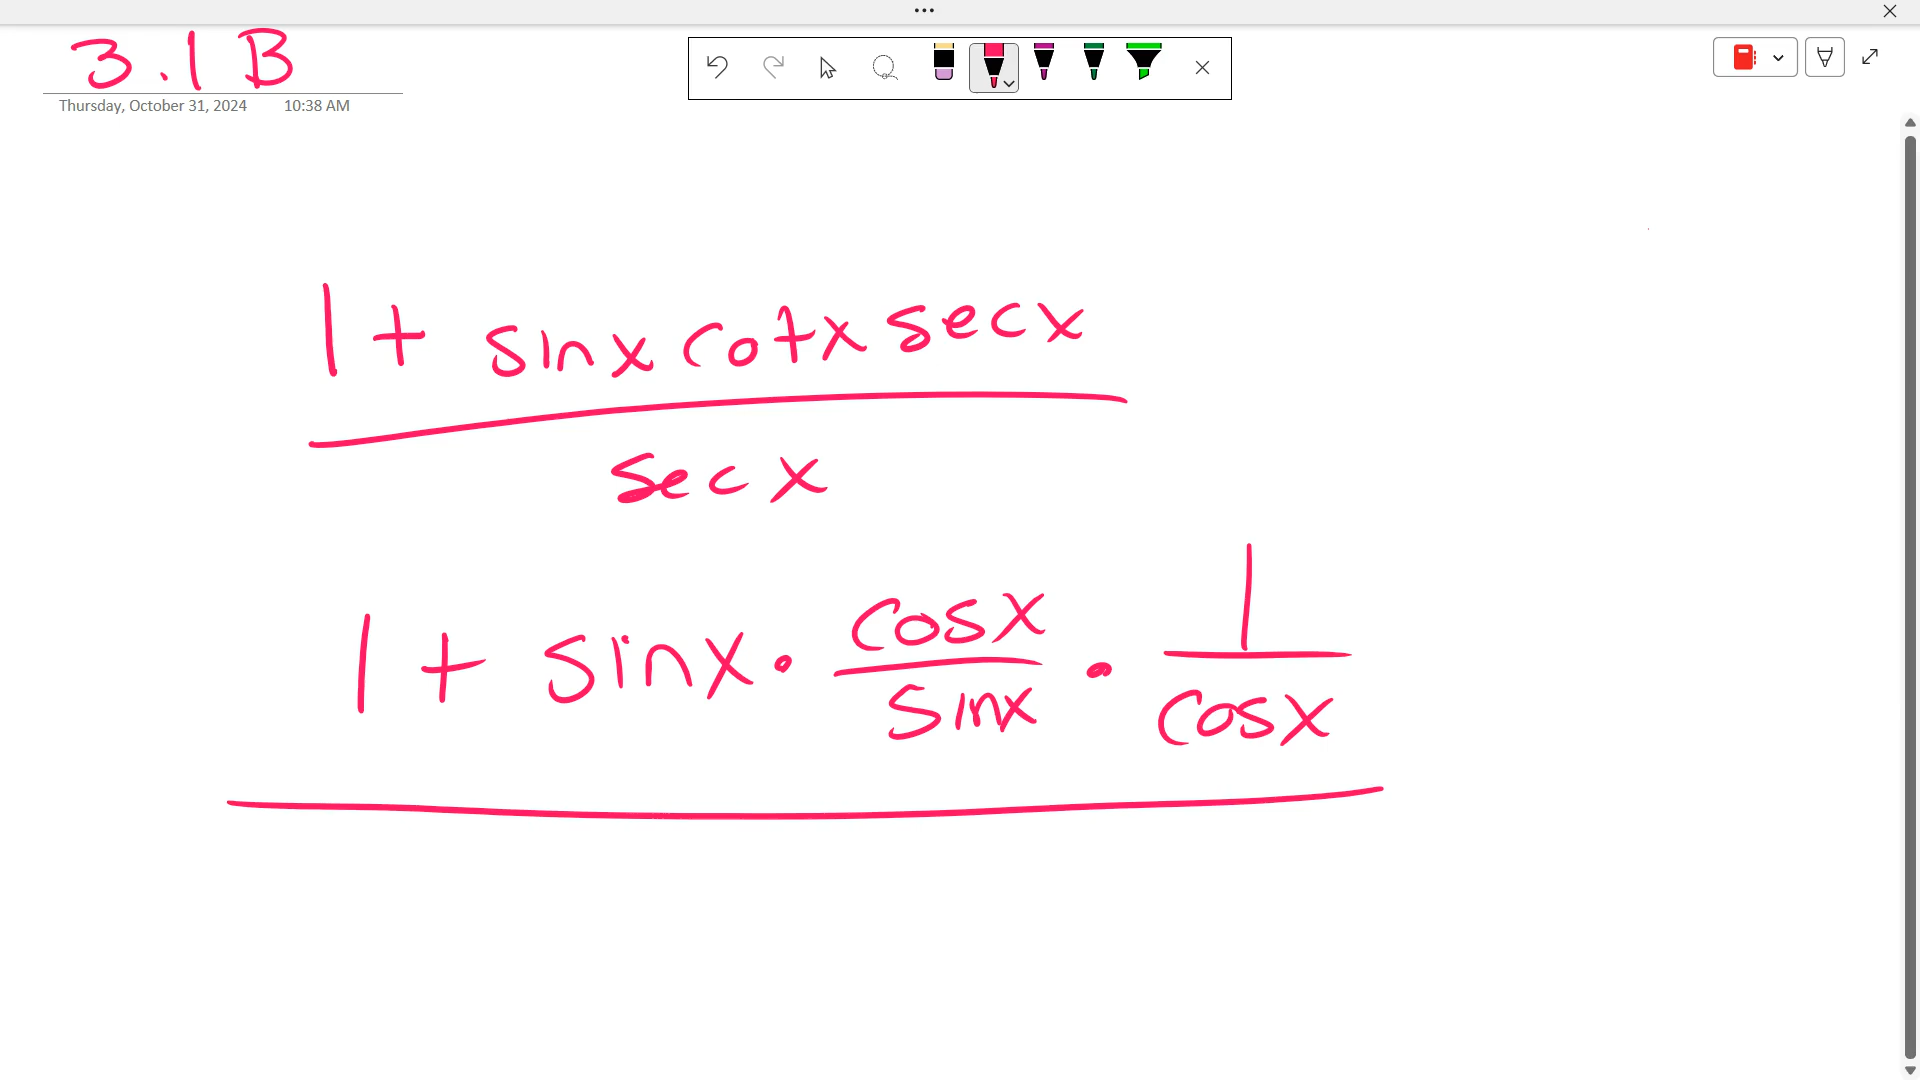 3.1 B
Thursday, October 31, 2024 10:38 AM
1 + sinx cotx secx
sec x
cosx 1
1 + sinx · ·
sinx cosx